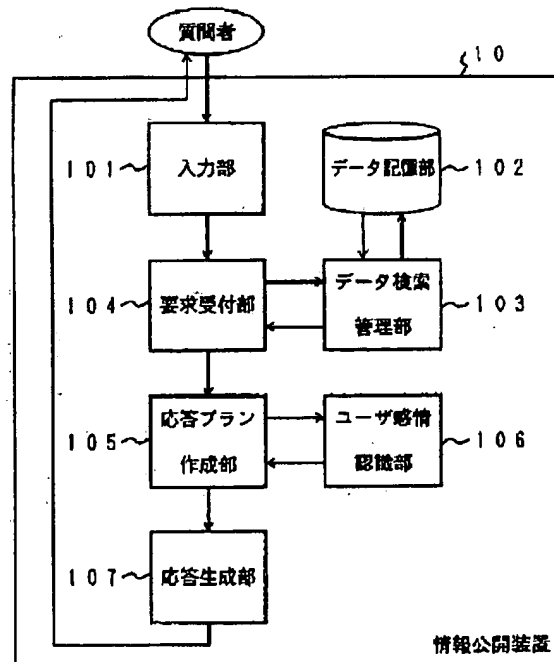 質問者
10
101
入力部
データ記憶部
102
104
要求受付部
データ検索
管理部
103
105
応答プラン
作成部
ユーザ感情
認識部
106
107
応答生成部
情報公開装置